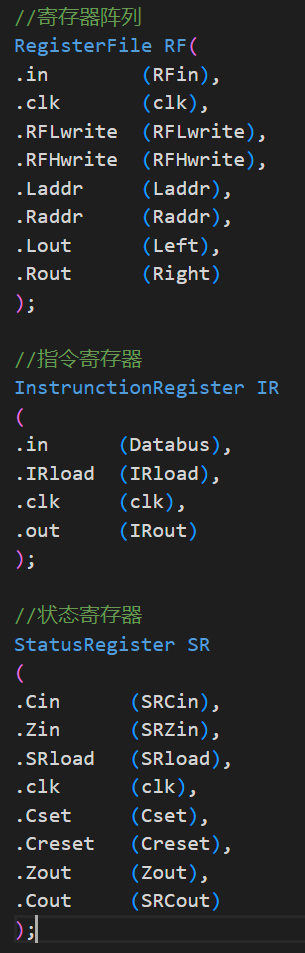 //寄存器阵列
RegisterFile RF(
.in        (RFin),
.clk       (clk),
.RFLwrite  (RFLwrite),
.RFHwrite  (RFHwrite),
.Laddr     (Laddr),
.Raddr     (Raddr),
.Lout      (Left),
.Rout      (Right)
);
//指令寄存器
InstrunctionRegister IR
(
.in      (Databus),
.IRload  (IRload),
.clk     (clk),
.out     (IRout)
);
//状态寄存器
StatusRegister SR
(
.Cin      (SRCin),
.Zin      (SRZin),
.SRload   (SRload),
.clk      (clk),
.Cset     (Cset),
.Creset   (Creset),
.Zout     (Zout),
.Cout     (SRCout)
);